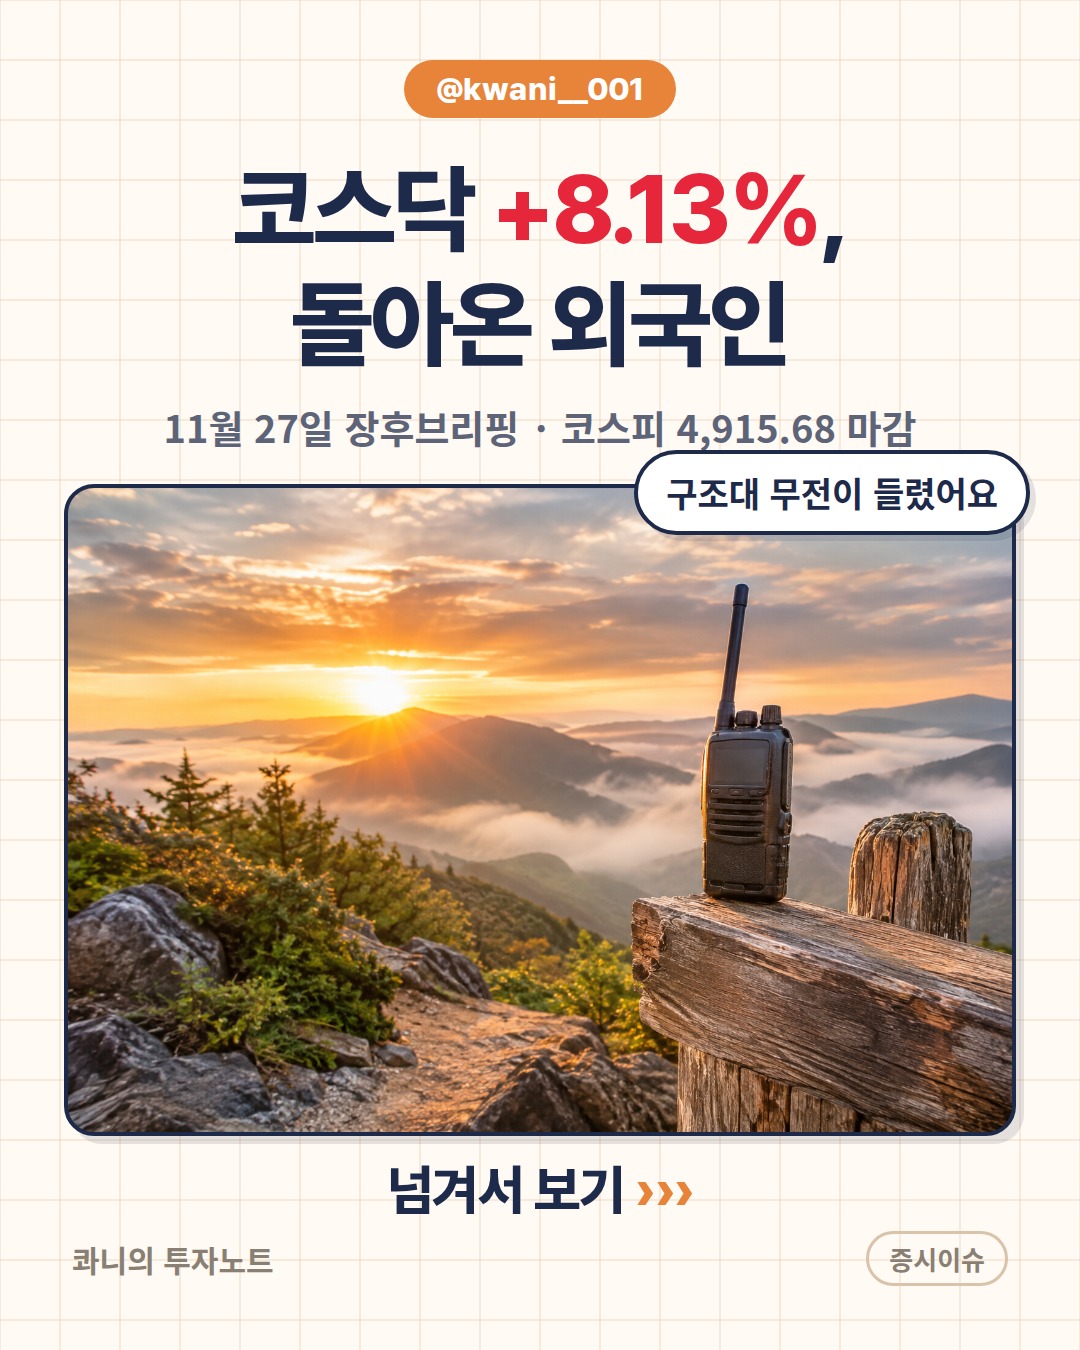 @kwani__001
코스닥 +8.13%,
돌아온 외국인
11월 27일 장후브리핑 · 코스피 4,915.68 마감
구조대 무전이 들렸어요
넘겨서 보기 ›››
콰니의 투자노트
증시이슈